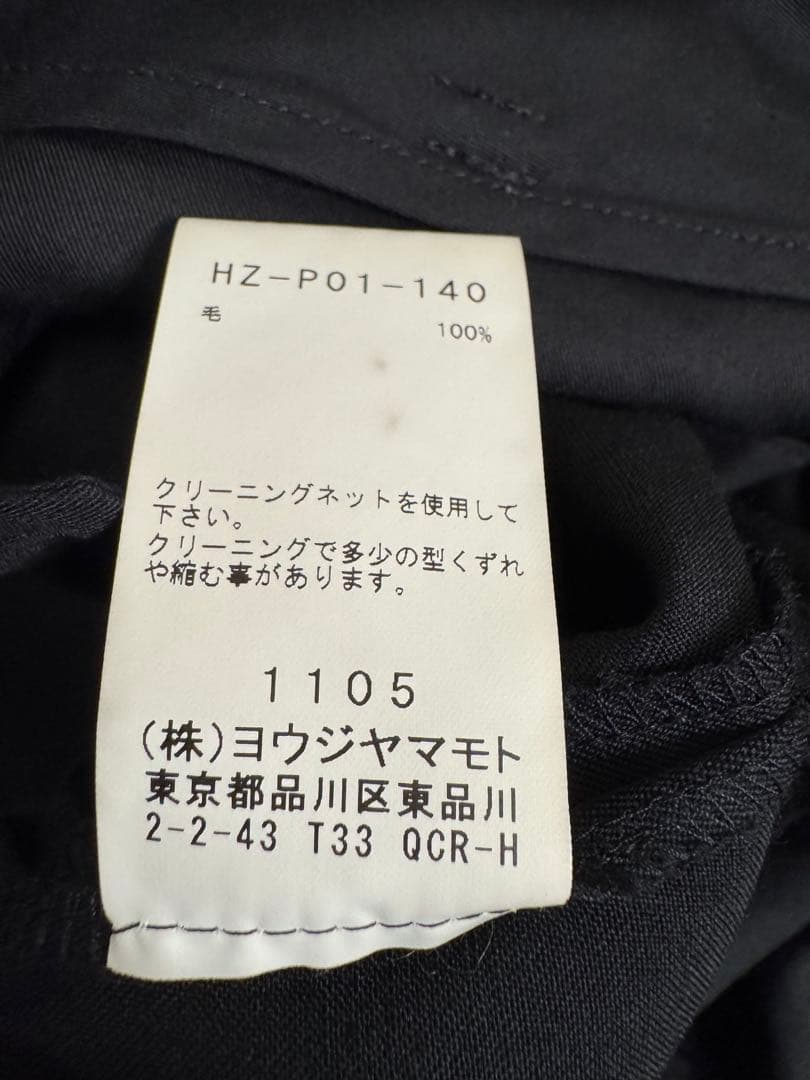 HZ-P01-140
毛 100%
クリーニングネットを使用して
下さい。
クリーニングで多少の型くずれ
や縮む事があります。
1105
(株)ヨウジヤマモト
東京都品川区東品川
2-2-43 T33 QCR-H